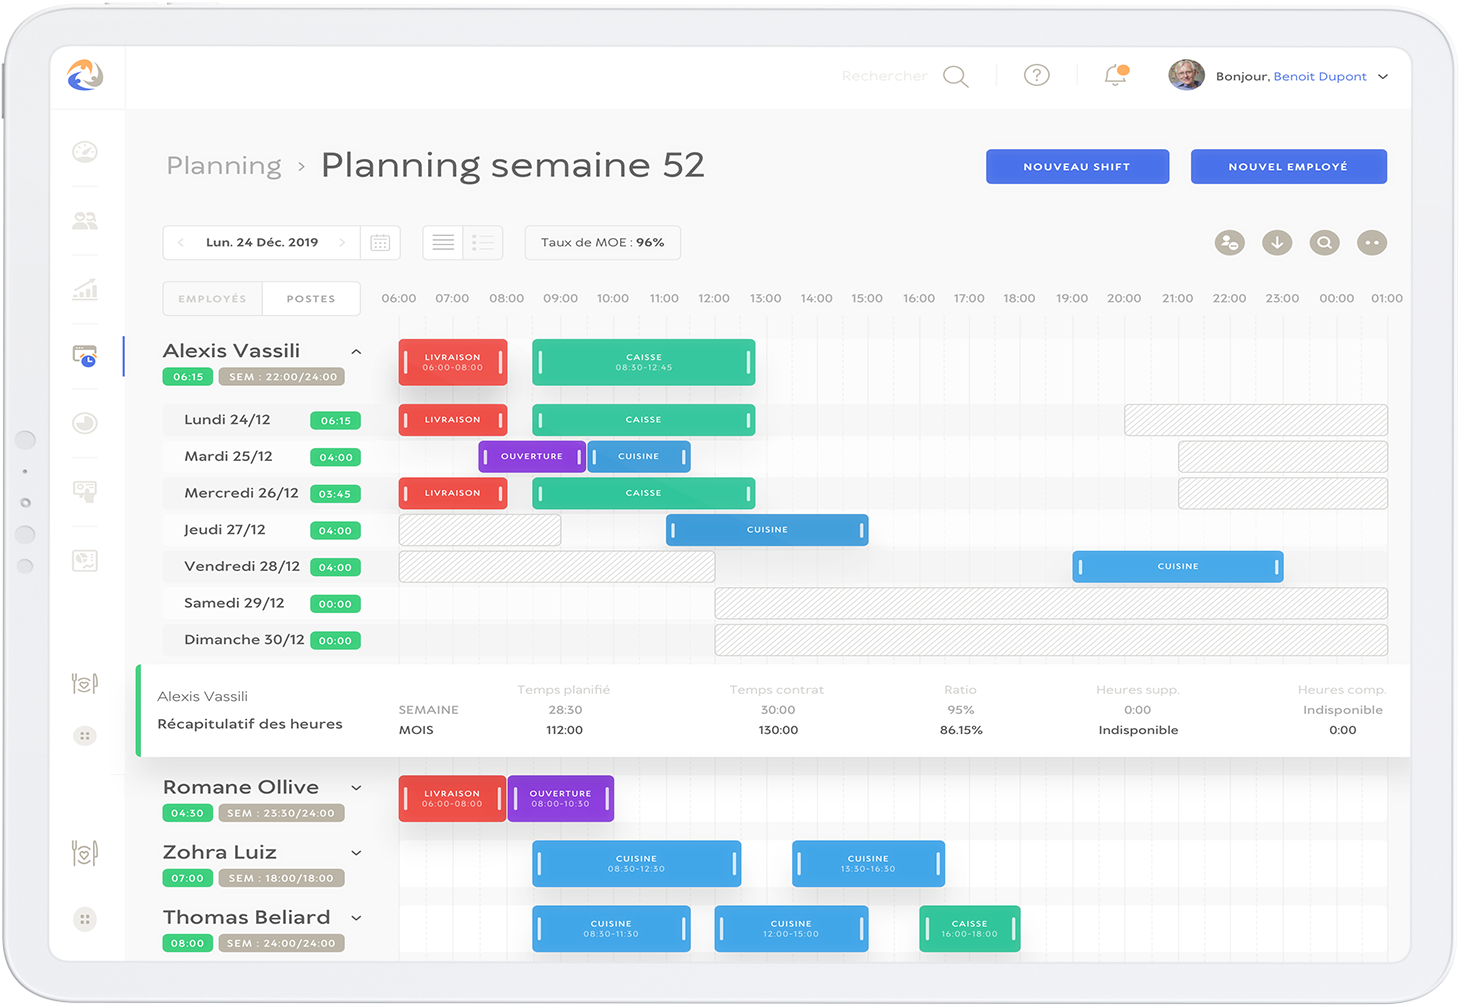 Rechercher
?
Bonjour, Benoit Dupont
Planning > Planning semaine 52
NOUVEAU SHIFT
NOUVEL EMPLOYÉ
Lun. 24 Déc. 2019
Taux de MOE : 96%
EMPLOYÉS POSTES
06:00 07:00 08:00 09:00 10:00 11:00 12:00 13:00 14:00 15:00 16:00 17:00 18:00 19:00 20:00 21:00 22:00 23:00 00:00 01:00
Alexis Vassili
06:15 SEM : 22:00/24:00
LIVRAISON
06:00-08:00
CAISSE
08:30-12:45
Lundi 24/12 06:15 LIVRAISON CAISSE
Mardi 25/12 04:00 OUVERTURE CUISINE
Mercredi 26/12 03:45 LIVRAISON CAISSE
Jeudi 27/12 04:00 CUISINE
Vendredi 28/12 04:00 CUISINE
Samedi 29/12 00:00
Dimanche 30/12 00:00
Alexis Vassili
Récapitulatif des heures
Temps planifié Temps contrat Ratio Heures supp. Heures comp.
SEMAINE 28:30 30:00 95% 0:00 Indisponible
MOIS 112:00 130:00 86.15% Indisponible 0:00
Romane Ollive
04:30 SEM : 23:30/24:00
LIVRAISON
06:00-08:00
OUVERTURE
08:00-10:30
Zohra Luiz
07:00 SEM : 18:00/18:00
CUISINE
08:30-12:30
CUISINE
13:30-16:30
Thomas Beliard
08:00 SEM : 24:00/24:00
CUISINE
08:30-11:30
CUISINE
12:00-15:00
CAISSE
16:00-18:00